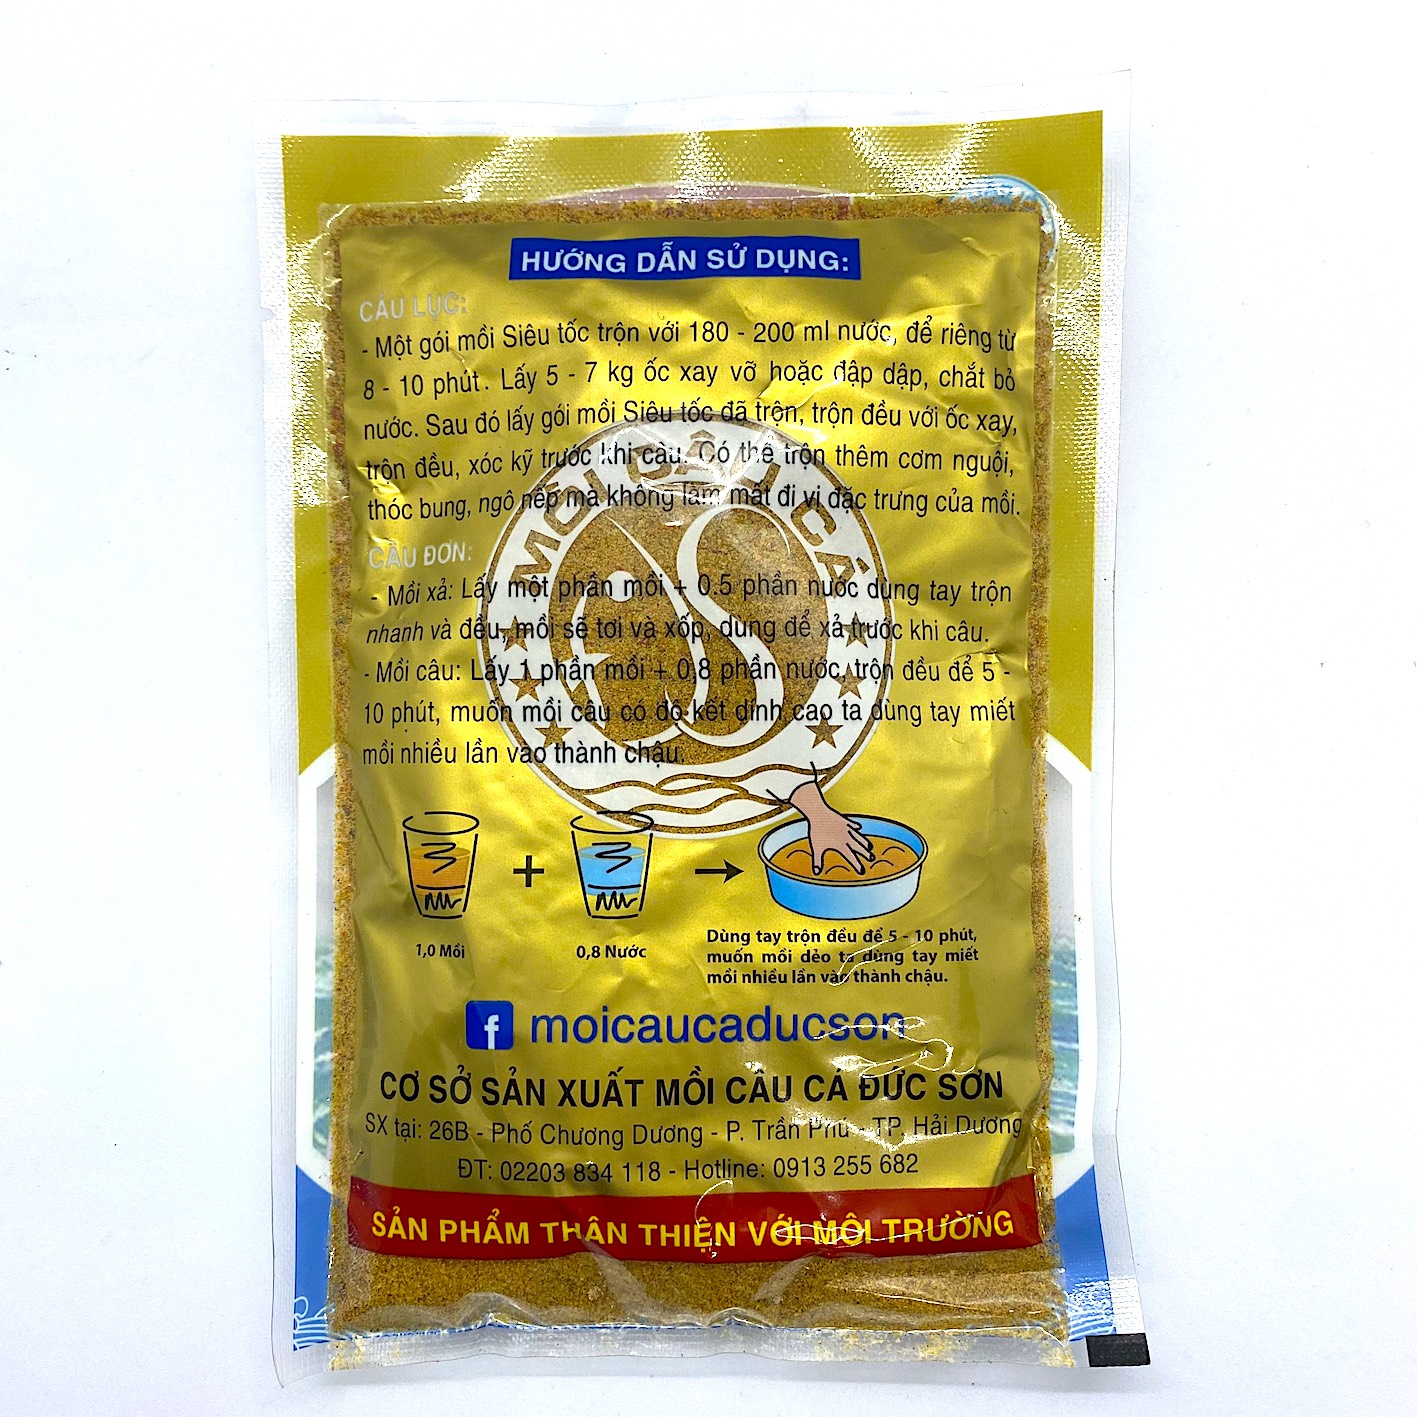 HƯỚNG DẪN SỬ DỤNG:
CÂU LỤC:
- Một gói mồi Siêu tốc trộn với 180 - 200 ml nước, để riêng từ
8 - 10 phút. Lấy 5 - 7 kg ốc xay vỡ hoặc đập dập, chắt bỏ
nước. Sau đó lấy gói mồi Siêu tốc đã trộn, trộn đều với ốc xay,
trộn đều, xóc kỹ trước khi câu. Có thể trộn thêm cơm nguội,
thóc bung, ngô nếp mà không làm mất đi vị đặc trưng của mồi.
MỒI CÂU CÁ
CÂU ĐƠN:
- Mồi xả: Lấy một phần mồi + 0.5 phần nước dùng tay trộn
nhanh và đều, mồi sẽ tơi và xốp, dung để xả trước khi câu.
- Mồi câu: Lấy 1 phần mồi + 0,8 phần nước, trộn đều để 5 -
10 phút, muốn mồi câu có độ kết dính cao ta dùng tay miết
mồi nhiều lần vào thành chậu.
+
1,0 Mồi
0,8 Nước
Dùng tay trộn đều để 5 - 10 phút,
muốn mồi dẻo ta dùng tay miết
mồi nhiều lần vào thành chậu.
f moicaucaducson
CƠ SỞ SẢN XUẤT MỒI CÂU CÁ ĐỨC SƠN
SX tại: 26B - Phố Chương Dương - P. Trần Phú - TP. Hải Dương
ĐT: 02203 834 118 - Hotline: 0913 255 682
SẢN PHẨM THÂN THIỆN VỚI MÔI TRƯỜNG